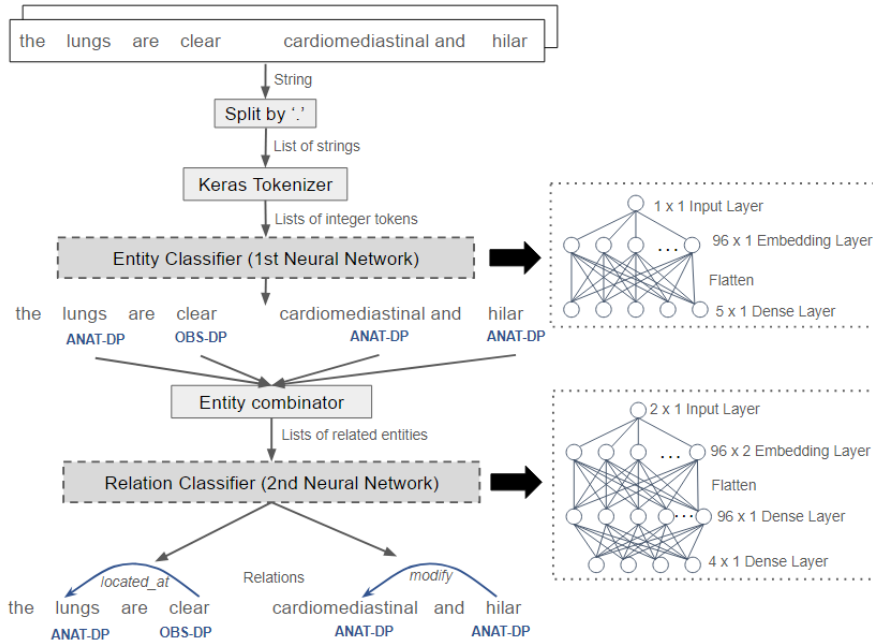 the lungs are clear cardiomediastinal and hilar
String
Split by ‘.’
List of strings
Keras Tokenizer
Lists of integer tokens
Entity Classifier (1st Neural Network)
1 x 1 Input Layer
96 x 1 Embedding Layer
Flatten
5 x 1 Dense Layer
the lungs are clear cardiomediastinal and hilar
ANAT-DP OBS-DP ANAT-DP ANAT-DP
Entity combinator
Lists of related entities
Relation Classifier (2nd Neural Network)
2 x 1 Input Layer
96 x 2 Embedding Layer
Flatten
96 x 1 Dense Layer
4 x 1 Dense Layer
located_at Relations modify
the lungs are clear cardiomediastinal and hilar
ANAT-DP OBS-DP ANAT-DP ANAT-DP